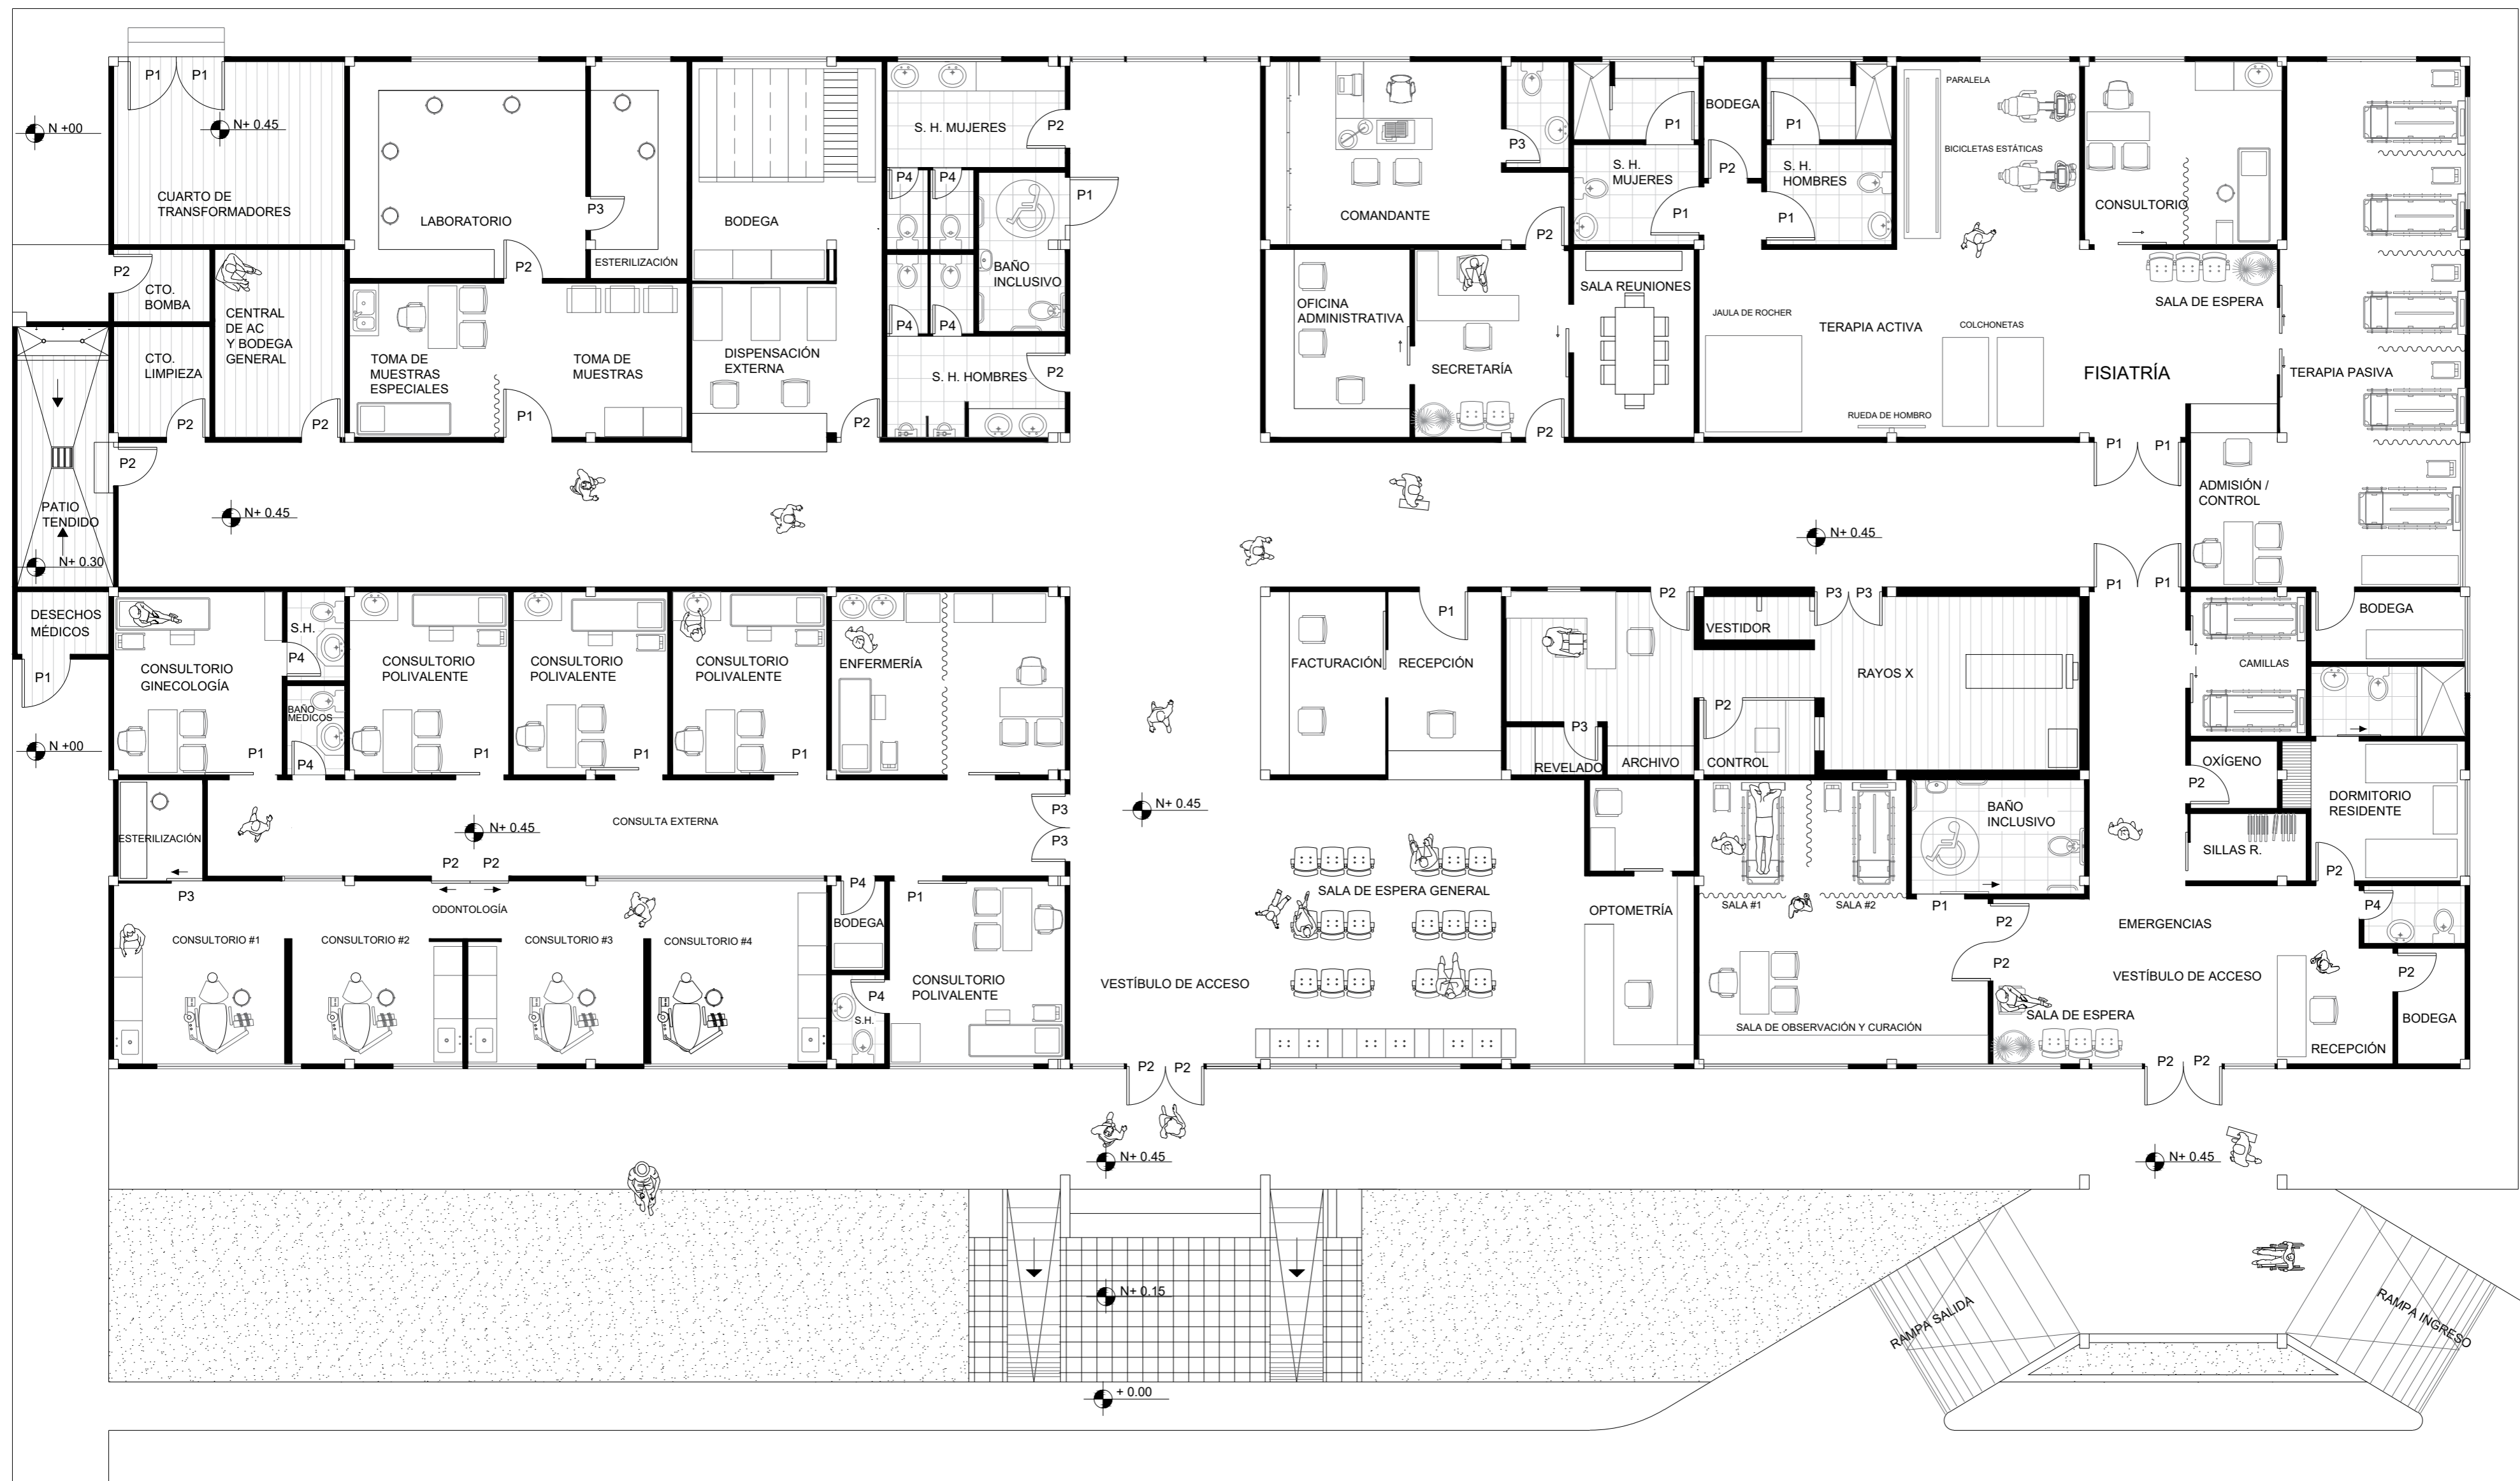 P1
P1
N +00
N+ 0.45
CUARTO DE
TRANSFORMADORES
LABORATORIO
P3
ESTERILIZACIÓN
P2
BODEGA
S. H. MUJERES
P2
P4
P4
P1
BAÑO
INCLUSIVO
P4
P4
S. H. HOMBRES
P2
P2
CTO.
BOMBA
CENTRAL
DE AC
Y BODEGA
GENERAL
CTO.
LIMPIEZA
P2
P2
TOMA DE
MUESTRAS
ESPECIALES
P1
TOMA DE
MUESTRAS
DISPENSACIÓN
EXTERNA
P2
P2
PATIO
TENDIDO
N+ 0.30
N+ 0.45
COMANDANTE
P3
P2
P1
S. H.
MUJERES
P1
BODEGA
P2
P1
S. H.
HOMBRES
P1
PARALELA
BICICLETAS ESTÁTICAS
CONSULTORIO
OFICINA
ADMINISTRATIVA
SECRETARÍA
P2
SALA REUNIONES
JAULA DE ROCHER
TERAPIA ACTIVA
COLCHONETAS
RUEDA DE HOMBRO
SALA DE ESPERA
FISIATRÍA
TERAPIA PASIVA
P1
P1
ADMISIÓN /
CONTROL
N+ 0.45
P1
P1
DESECHOS
MÉDICOS
P1
N +00
CONSULTORIO
GINECOLOGÍA
P1
S.H.
P4
BAÑO
MEDICOS
P4
CONSULTORIO
POLIVALENTE
P1
CONSULTORIO
POLIVALENTE
P1
CONSULTORIO
POLIVALENTE
P1
ENFERMERÍA
FACTURACIÓN
P1
RECEPCIÓN
P2
P3
REVELADO
ARCHIVO
VESTIDOR
P3
P3
RAYOS X
P2
CONTROL
CAMILLAS
BODEGA
OXÍGENO
P2
DORMITORIO
RESIDENTE
SILLAS R.
P2
ESTERILIZACIÓN
P3
N+ 0.45
CONSULTA EXTERNA
P3
P3
N+ 0.45
P2
P2
ODONTOLOGÍA
CONSULTORIO #1
CONSULTORIO #2
CONSULTORIO #3
CONSULTORIO #4
P4
BODEGA
P4
S.H.
P1
CONSULTORIO
POLIVALENTE
VESTÍBULO DE ACCESO
SALA DE ESPERA GENERAL
OPTOMETRÍA
SALA #1
SALA #2
BAÑO
INCLUSIVO
P1
P2
P2
SALA DE OBSERVACIÓN Y CURACIÓN
EMERGENCIAS
VESTÍBULO DE ACCESO
SALA DE ESPERA
P4
P2
BODEGA
RECEPCIÓN
P2
P2
P2
P2
N+ 0.45
N+ 0.45
N+ 0.15
+ 0.00
RAMPA SALIDA
RAMPA INGRESO